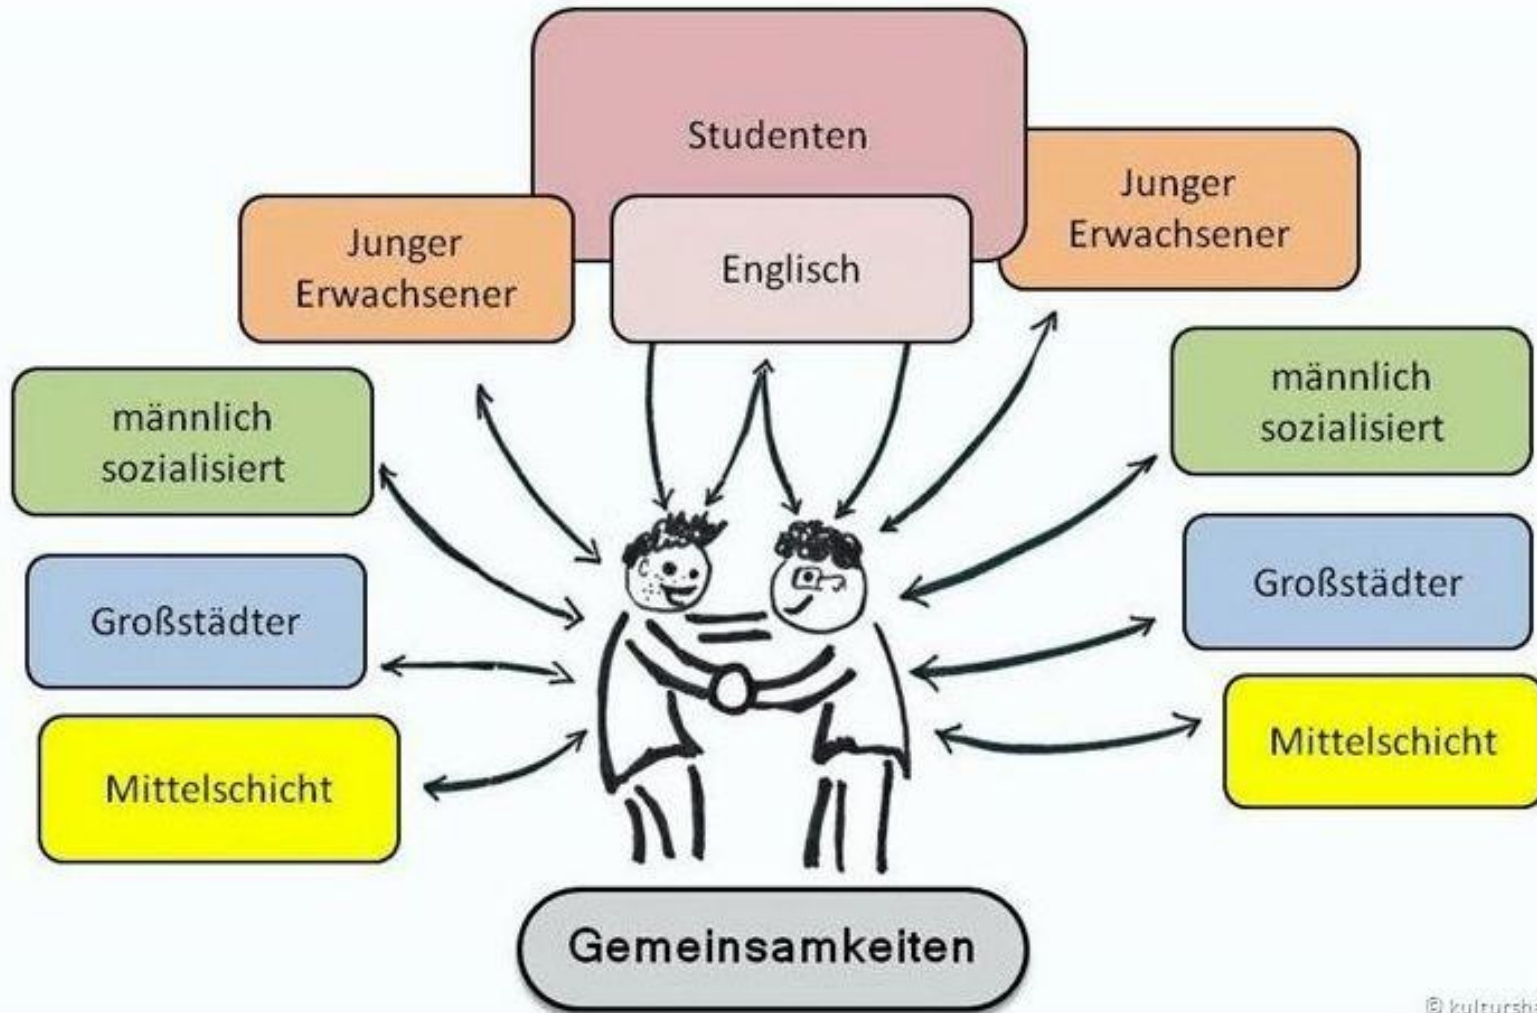 Studenten
Junger
Erwachsener
Englisch
Junger
Erwachsener
männlich
sozialisiert
männlich
sozialisiert
Großstädter
Großstädter
Mittelschicht
Mittelschicht
Gemeinsamkeiten
©